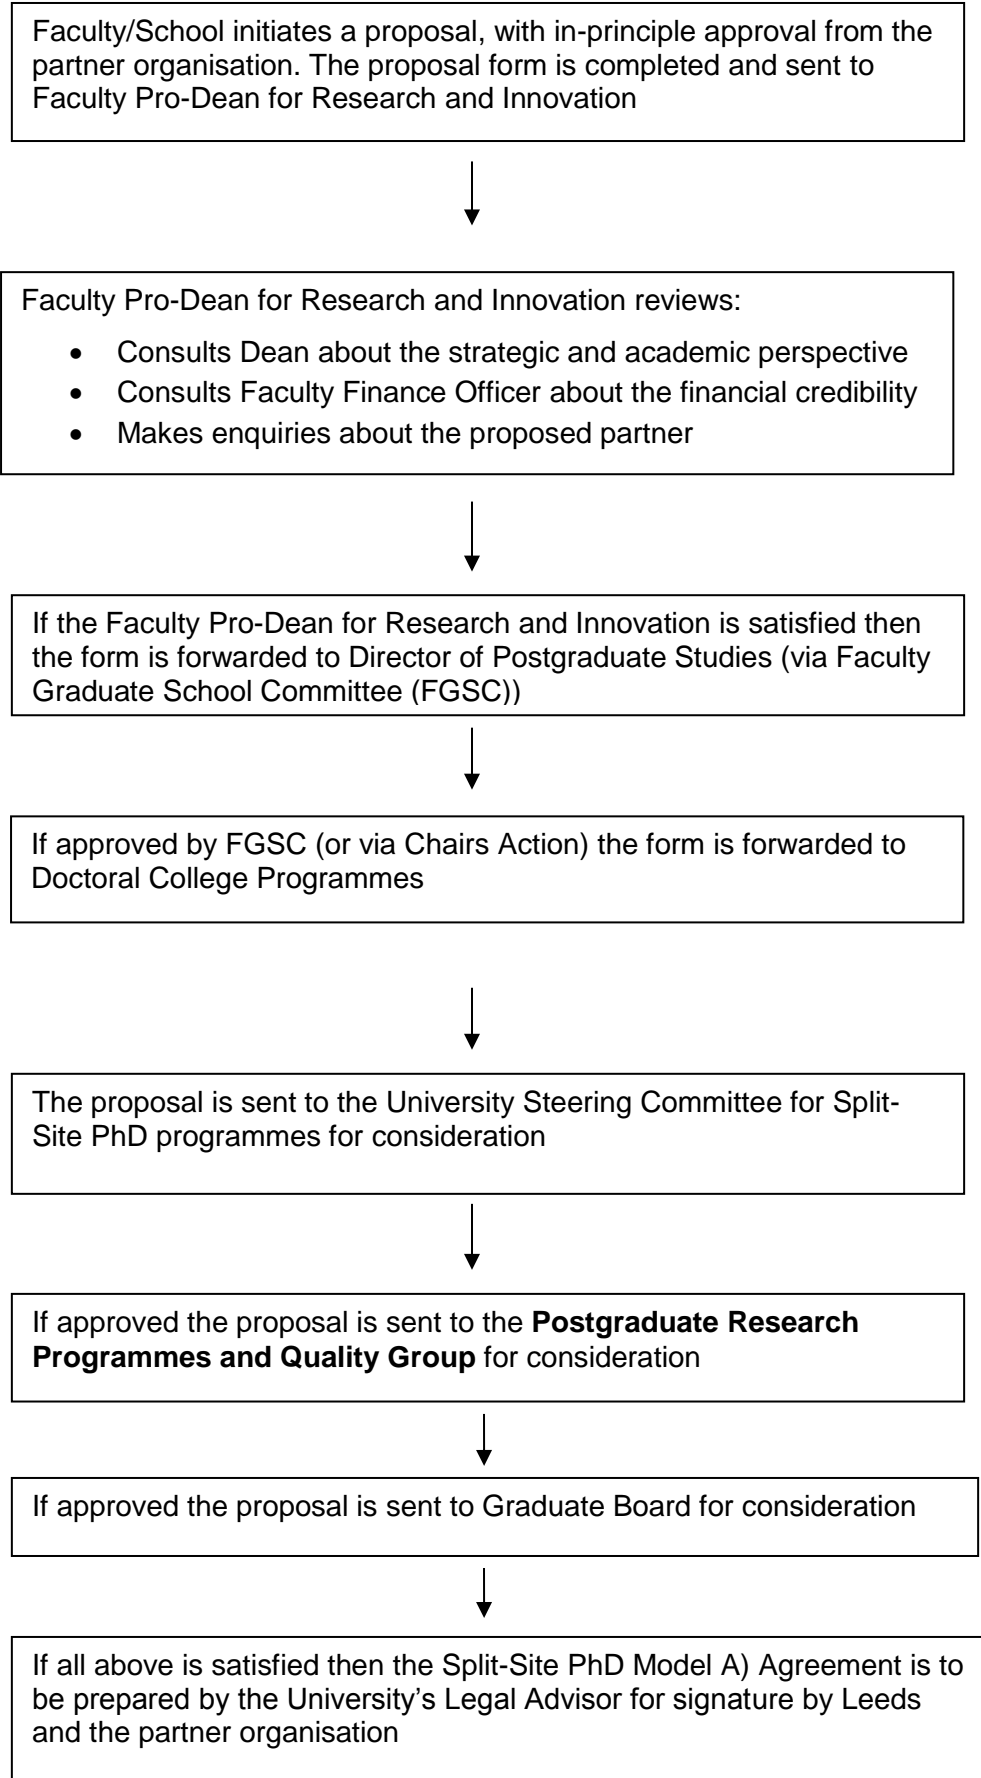 Faculty/School initiates a proposal, with in-principle approval from the
partner organisation. The proposal form is completed and sent to
Faculty Pro-Dean for Research and Innovation
Faculty Pro-Dean for Research and Innovation reviews:
• Consults Dean about the strategic and academic perspective
• Consults Faculty Finance Officer about the financial credibility
• Makes enquiries about the proposed partner
If the Faculty Pro-Dean for Research and Innovation is satisfied then
the form is forwarded to Director of Postgraduate Studies (via Faculty
Graduate School Committee (FGSC))
If approved by FGSC (or via Chairs Action) the form is forwarded to
Doctoral College Programmes
The proposal is sent to the University Steering Committee for Split-
Site PhD programmes for consideration
If approved the proposal is sent to the Postgraduate Research
Programmes and Quality Group for consideration
If approved the proposal is sent to Graduate Board for consideration
If all above is satisfied then the Split-Site PhD Model A) Agreement is to
be prepared by the University’s Legal Advisor for signature by Leeds
and the partner organisation